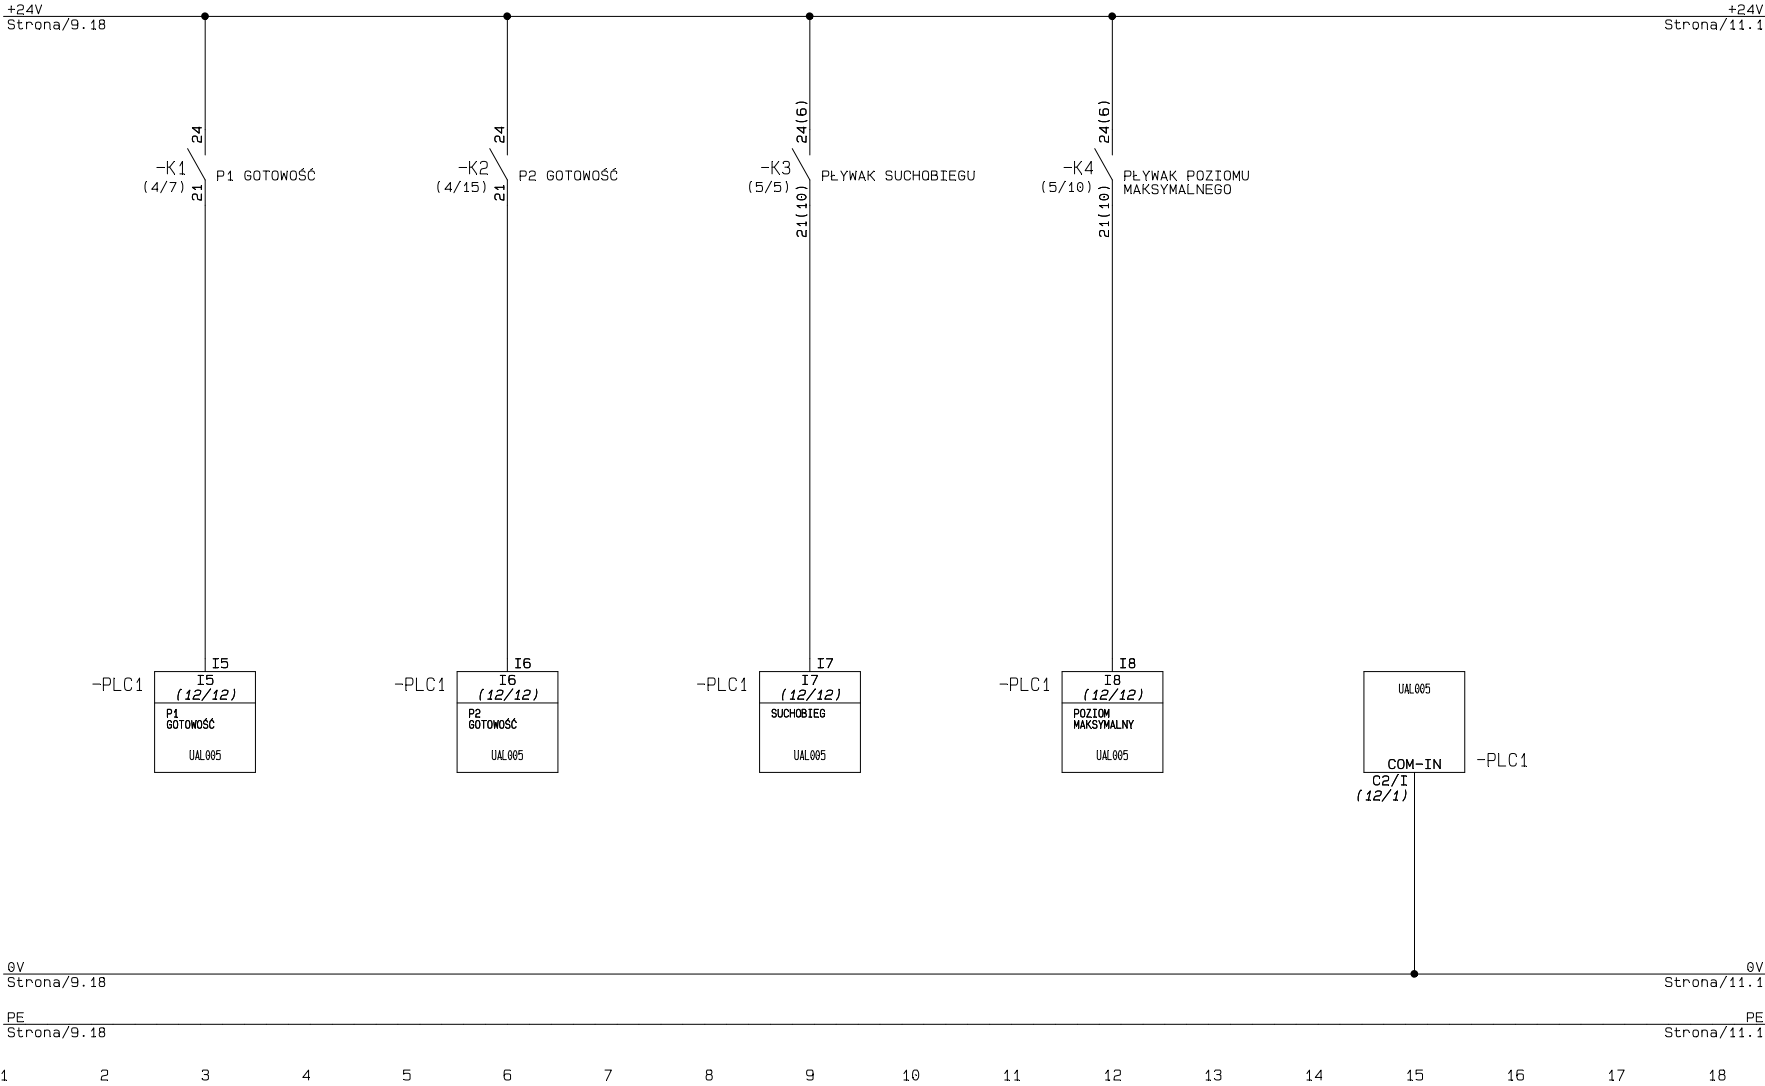 +24V
Strona/9.18
+24V
Strona/11.1
24
-K1
(4/7)
21
P1 GOTOWOŚĆ
24
-K2
(4/15)
21
P2 GOTOWOŚĆ
24(6)
-K3
(5/5)
21(10)
PŁYWAK SUCHOBIEGU
24(6)
-K4
(5/10)
21(10)
PŁYWAK POZIOMU
MAKSYMALNEGO
I5
-PLC1
I5
(12/12)
P1
GOTOWOŚĆ
UAL005
I6
-PLC1
I6
(12/12)
P2
GOTOWOŚĆ
UAL005
I7
-PLC1
I7
(12/12)
SUCHOBIEG
UAL005
I8
-PLC1
I8
(12/12)
POZIOM
MAKSYMALNY
UAL005
UAL005
COM-IN
-PLC1
C2/I
(12/1)
0V
Strona/9.18
0V
Strona/11.1
PE
Strona/9.18
PE
Strona/11.1
1 2 3 4 5 6 7 8 9 10 11 12 13 14 15 16 17 18